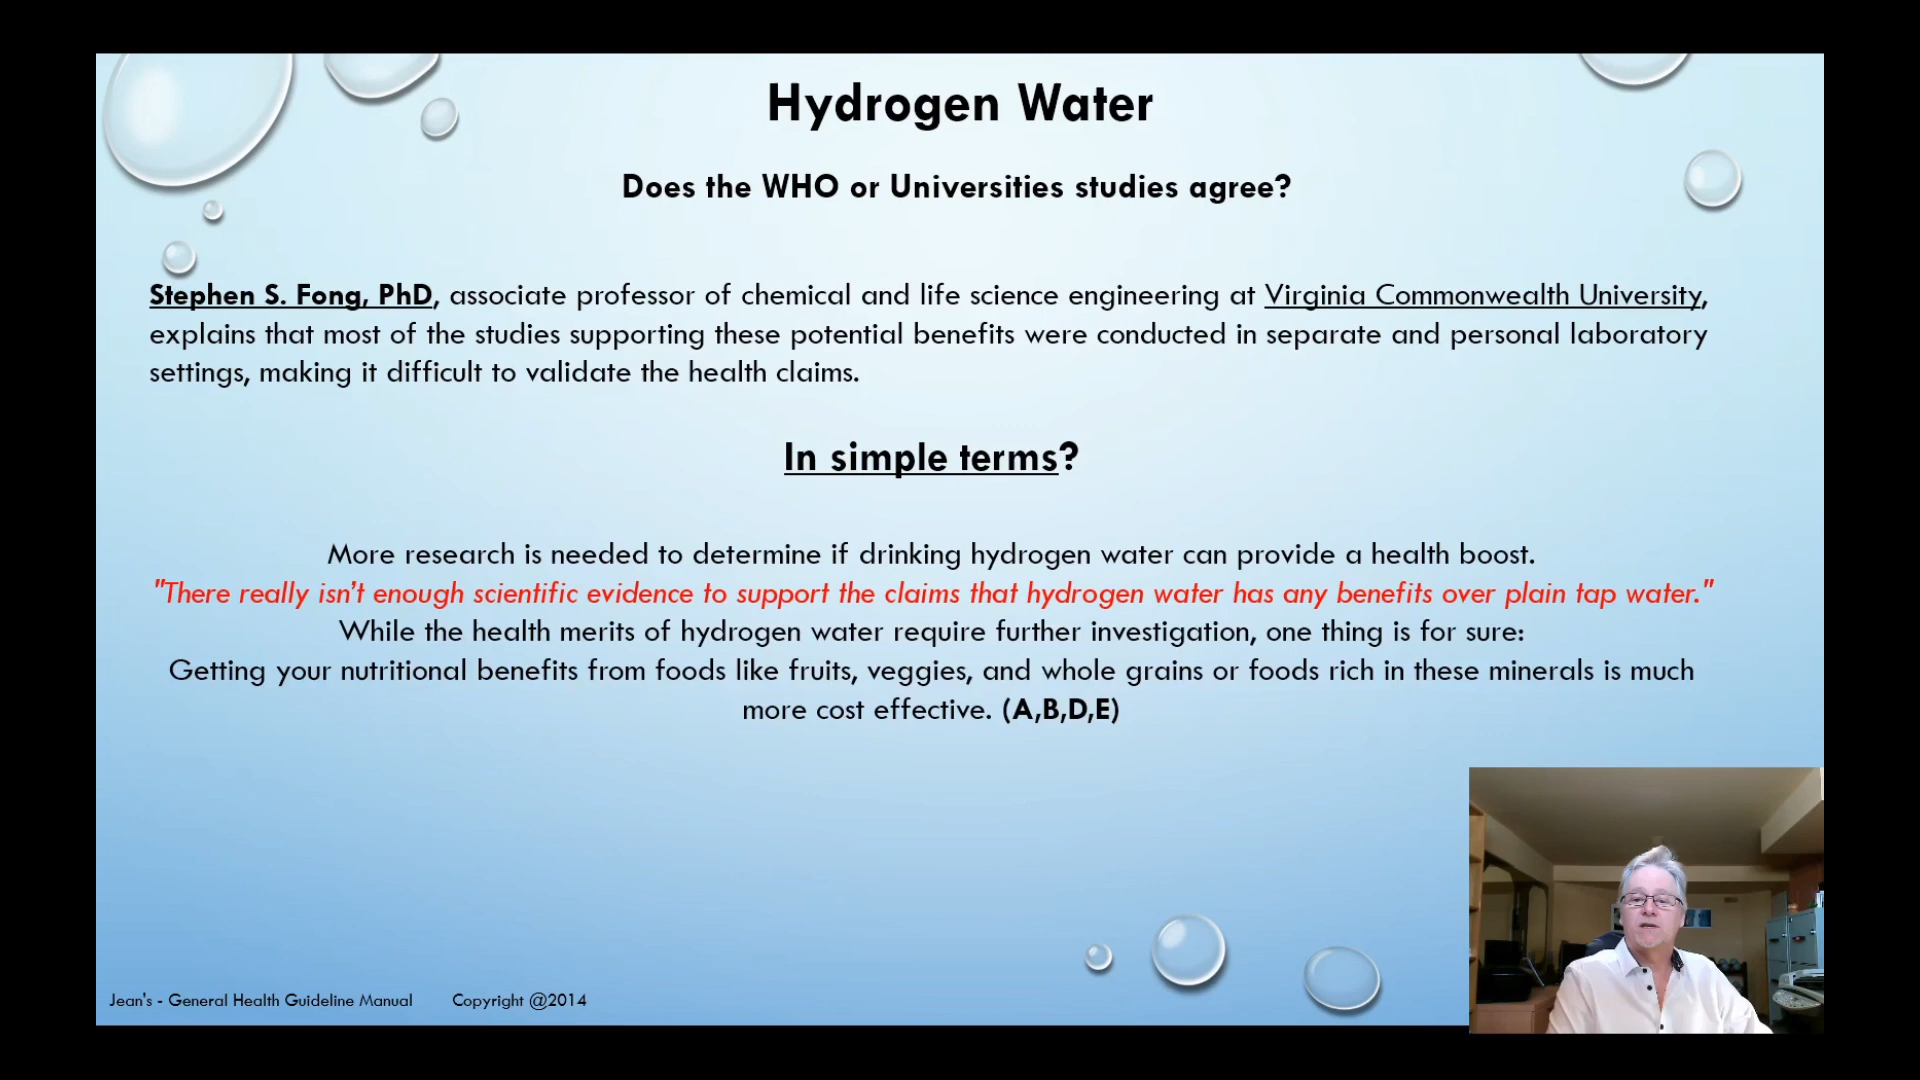 Hydrogen Water
Does the WHO or Universities studies agree?
Stephen S. Fong, PhD, associate professor of chemical and life science engineering at Virginia Commonwealth University,
explains that most of the studies supporting these potential benefits were conducted in separate and personal laboratory
settings, making it difficult to validate the health claims.
In simple terms?
More research is needed to determine if drinking hydrogen water can provide a health boost.
"There really isn’t enough scientific evidence to support the claims that hydrogen water has any benefits over plain tap water."
While the health merits of hydrogen water require further investigation, one thing is for sure:
Getting your nutritional benefits from foods like fruits, veggies, and whole grains or foods rich in these minerals is much
more cost effective. (A,B,D,E)
Jean's - General Health Guideline Manual Copyright @2014